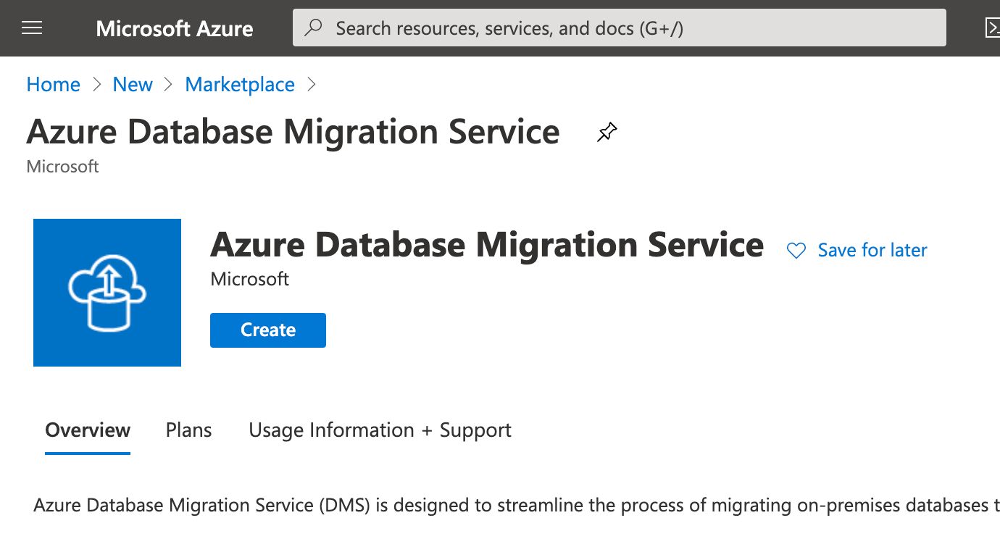 Microsoft Azure
Search resources, services, and docs (G+/)
Home > New > Marketplace >
Azure Database Migration Service
Microsoft
Azure Database Migration Service
Save for later
Microsoft
Create
Overview Plans Usage Information + Support
Azure Database Migration Service (DMS) is designed to streamline the process of migrating on-premises databases t